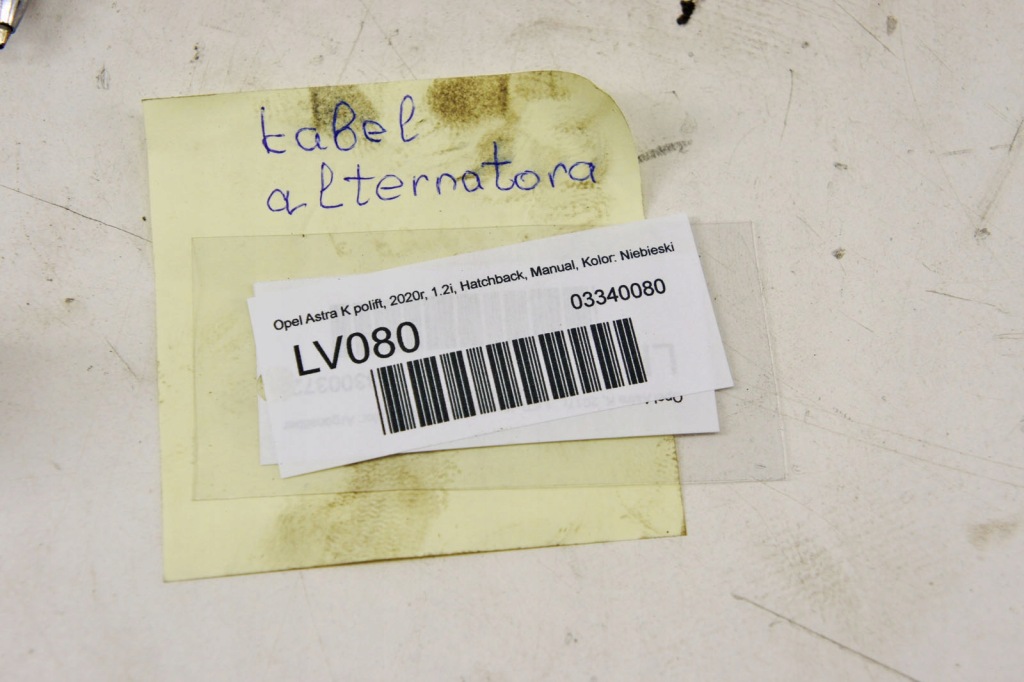 kabel
alternatora
Opel Astra K polift, 2020r, 1.2i, Hatchback, Manual, Kolor: Niebieski
03340080
LV080